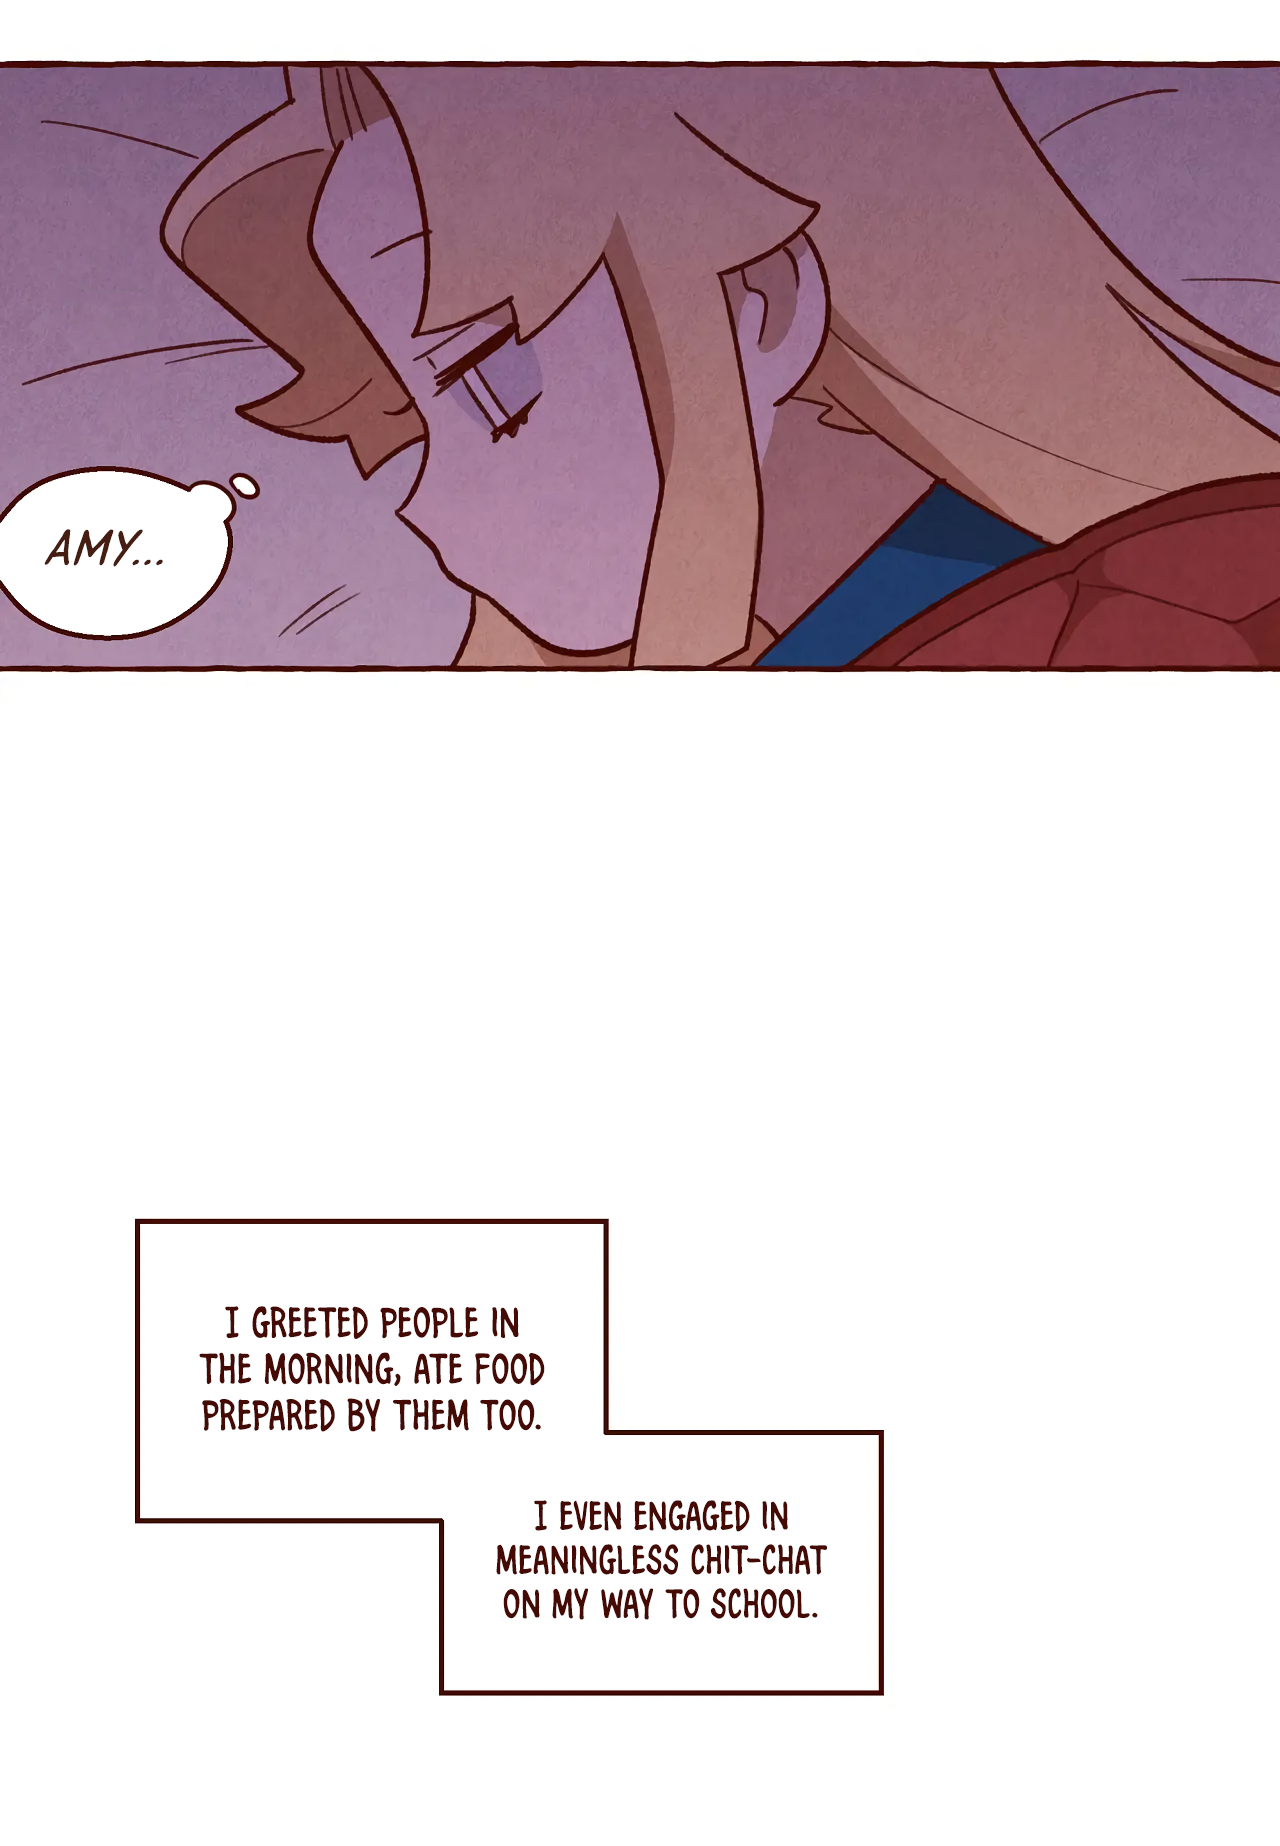 AMY...
I GREETED PEOPLE IN
THE MORNING, ATE FOOD
PREPARED BY THEM TOO.
I EVEN ENGAGED IN
MEANINGLESS CHIT-CHAT
ON MY WAY TO SCHOOL.